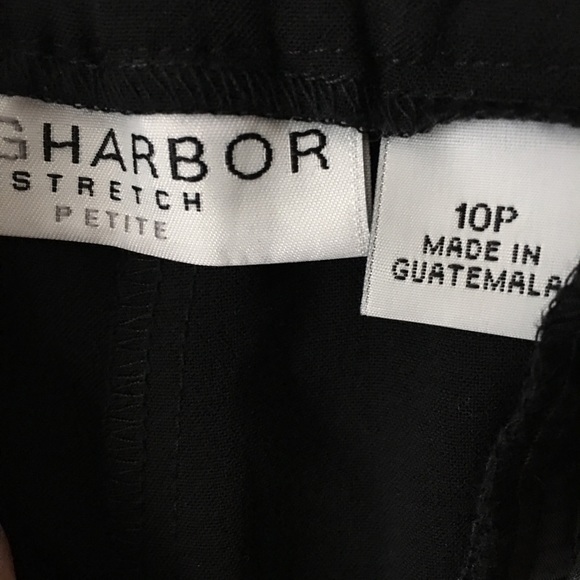 GHARBOR
STRETCH
PETITE
10P
MADE IN
GUATEMALA